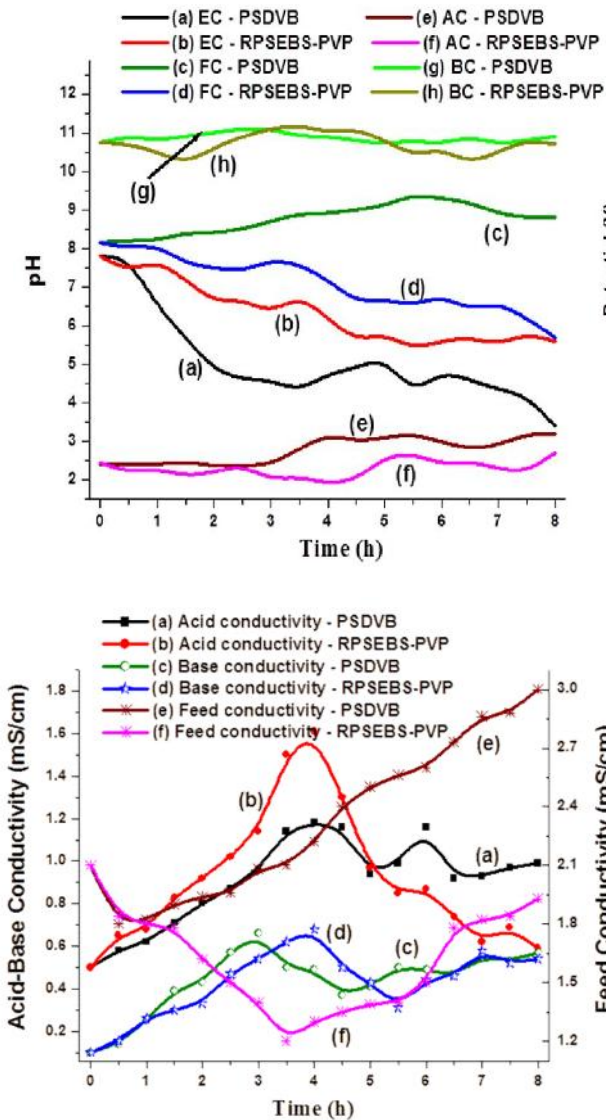 (a) EC - PSDVB (e) AC - PSDVB
(b) EC - RPSEBS-PVP (f) AC - RPSEBS-PVP
(c) FC - PSDVB (g) BC - PSDVB
(d) FC - RPSEBS-PVP (h) BC - RPSEBS-PVP
12
11
10
9
8
7
6
5
4
3
2
pH
(g)
(h)
(c)
(d)
(b)
(a)
(e)
(f)
0 1 2 3 4 5 6 7 8
Time (h)
(a) Acid conductivity - PSDVB
(b) Acid conductivity - RPSEBS-PVP
(c) Base conductivity - PSDVB
(d) Base conductivity - RPSEBS-PVP
(e) Feed conductivity - PSDVB
(f) Feed conductivity - RPSEBS-PVP
Acid-Base Conductivity (mS/cm)
1.8
1.6
1.4
1.2
1.0
0.8
0.6
0.4
0.2
(b)
(e)
(a)
(d)
(c)
(f)
3.0
2.7
2.4
2.1
1.8
1.5
1.2
Feed Conductivity (mS/cm)
0 1 2 3 4 5 6 7 8
Time (h)